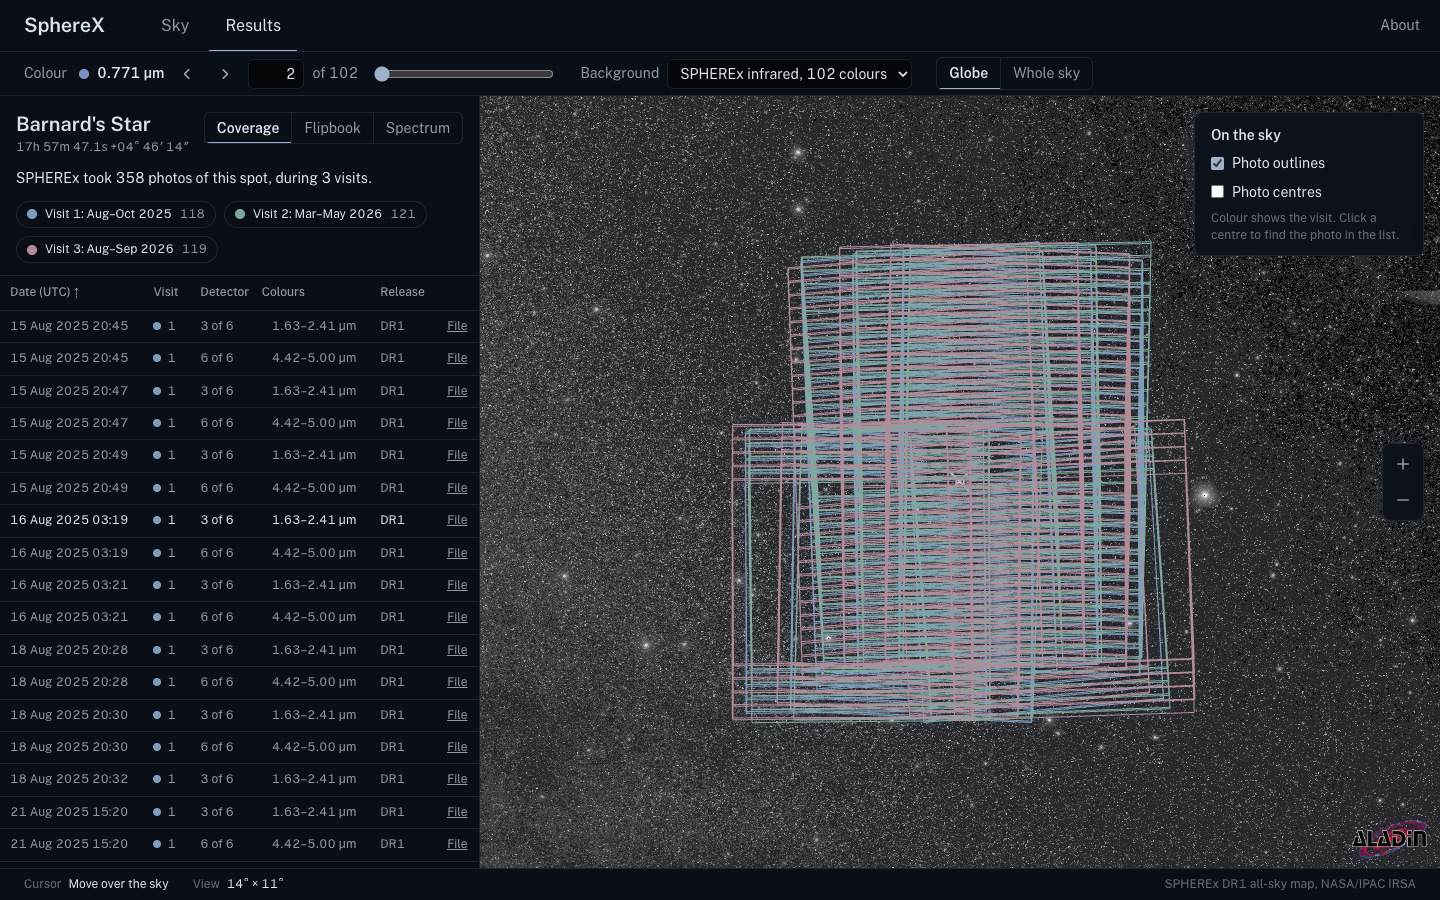 SphereX Sky Results About
Colour 0.771 µm 2 of 102 Background SPHEREx infrared, 102 colours Globe Whole sky
Barnard's Star Coverage Flipbook Spectrum
17h 57m 47.1s +04° 46′ 14″
SPHEREx took 358 photos of this spot, during 3 visits.
Visit 1: Aug–Oct 2025 118 Visit 2: Mar–May 2026 121
Visit 3: Aug–Sep 2026 119
Date (UTC) ↑ Visit Detector Colours Release
15 Aug 2025 20:45 1 3 of 6 1.63–2.41 µm DR1 File
15 Aug 2025 20:45 1 6 of 6 4.42–5.00 µm DR1 File
15 Aug 2025 20:47 1 3 of 6 1.63–2.41 µm DR1 File
15 Aug 2025 20:47 1 6 of 6 4.42–5.00 µm DR1 File
15 Aug 2025 20:49 1 3 of 6 1.63–2.41 µm DR1 File
15 Aug 2025 20:49 1 6 of 6 4.42–5.00 µm DR1 File
16 Aug 2025 03:19 1 3 of 6 1.63–2.41 µm DR1 File
16 Aug 2025 03:19 1 6 of 6 4.42–5.00 µm DR1 File
16 Aug 2025 03:21 1 3 of 6 1.63–2.41 µm DR1 File
16 Aug 2025 03:21 1 6 of 6 4.42–5.00 µm DR1 File
18 Aug 2025 20:28 1 3 of 6 1.63–2.41 µm DR1 File
18 Aug 2025 20:28 1 6 of 6 4.42–5.00 µm DR1 File
18 Aug 2025 20:30 1 3 of 6 1.63–2.41 µm DR1 File
18 Aug 2025 20:30 1 6 of 6 4.42–5.00 µm DR1 File
18 Aug 2025 20:32 1 3 of 6 1.63–2.41 µm DR1 File
21 Aug 2025 15:20 1 3 of 6 1.63–2.41 µm DR1 File
21 Aug 2025 15:20 1 6 of 6 4.42–5.00 µm DR1 File
On the sky
Photo outlines
Photo centres
Colour shows the visit. Click a
centre to find the photo in the list.
+
−
ALADiN
Cursor Move over the sky View 14° × 11° SPHEREx DR1 all-sky map, NASA/IPAC IRSA